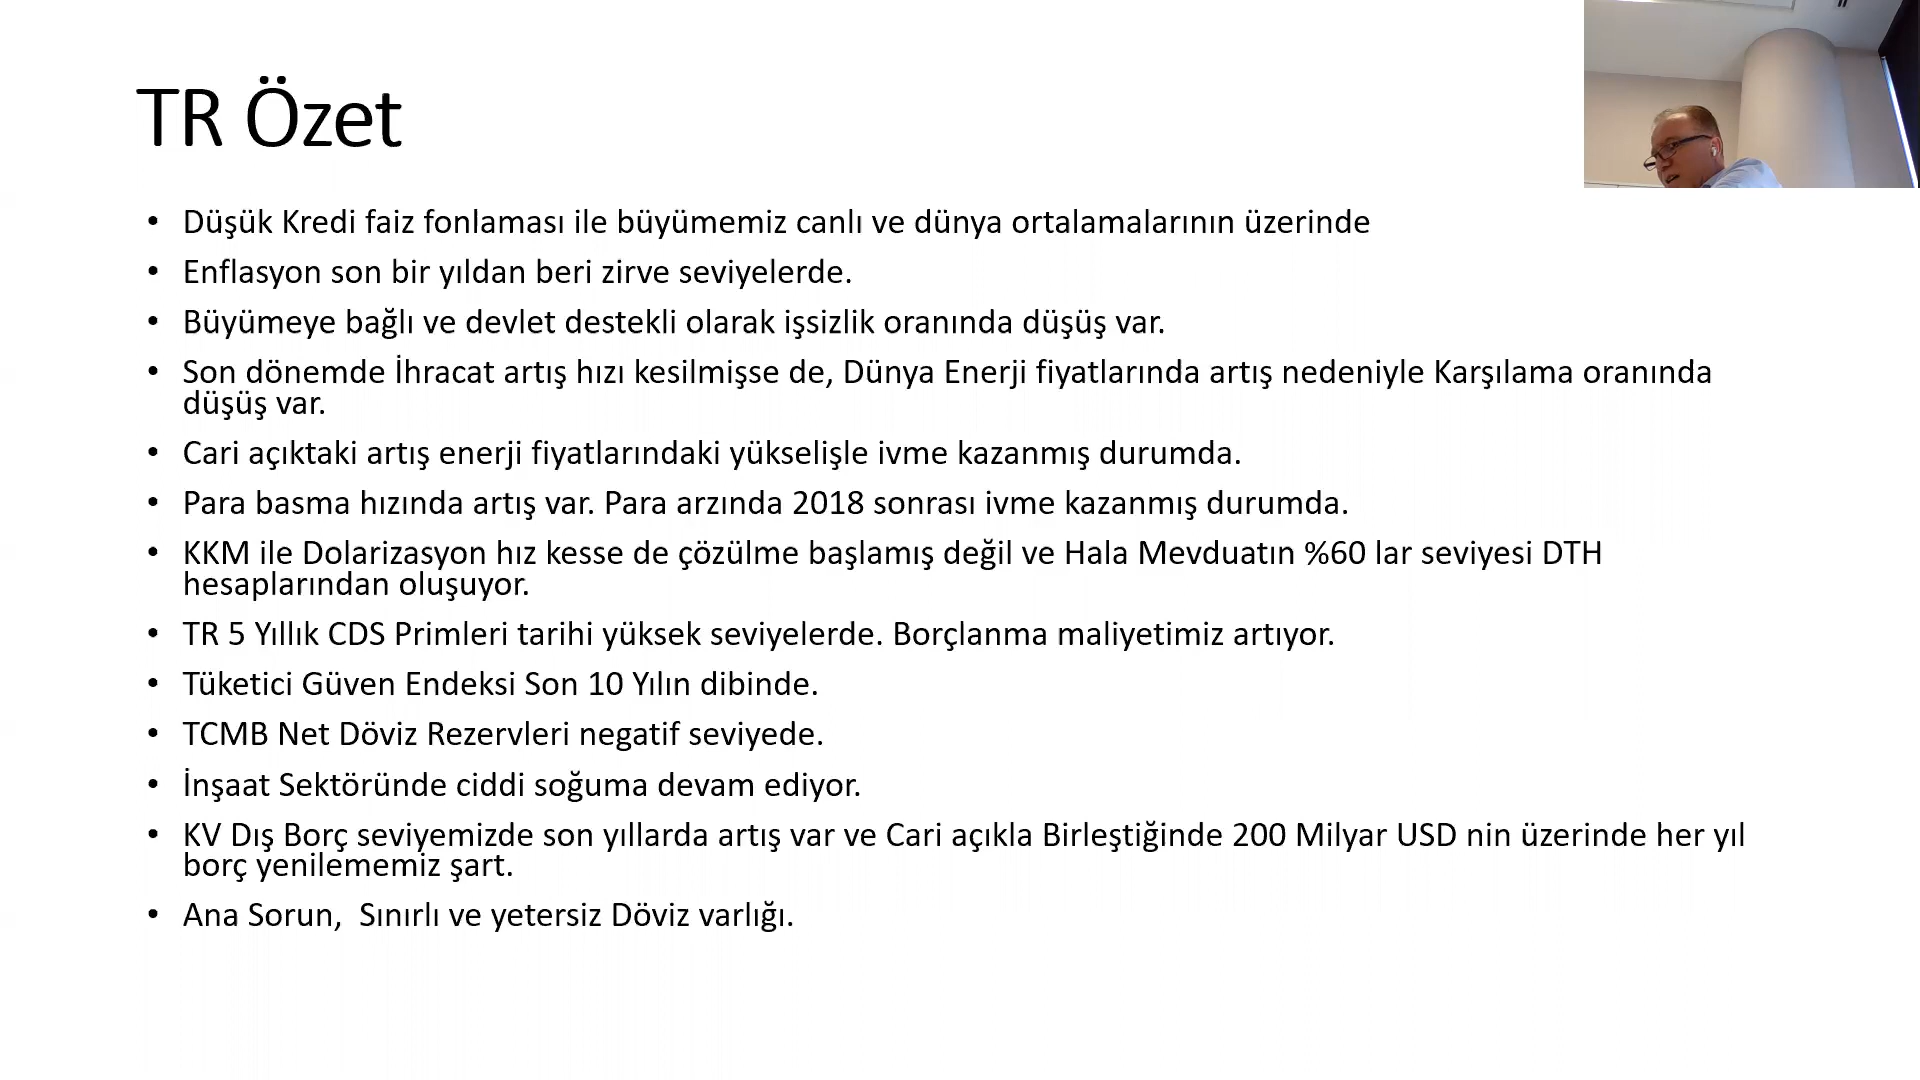 TR Özet
• Düşük Kredi faiz fonlaması ile büyümemiz canlı ve dünya ortalamalarının üzerinde
• Enflasyon son bir yıldan beri zirve seviyelerde.
• Büyümeye bağlı ve devlet destekli olarak işsizlik oranında düşüş var.
• Son dönemde İhracat artış hızı kesilmişse de, Dünya Enerji fiyatlarında artış nedeniyle Karşılama oranında
düşüş var.
• Cari açıktaki artış enerji fiyatlarındaki yükselişle ivme kazanmış durumda.
• Para basma hızında artış var. Para arzında 2018 sonrası ivme kazanmış durumda.
• KKM ile Dolarizasyon hız kesse de çözülme başlamış değil ve Hala Mevduatın %60 lar seviyesi DTH
hesaplarından oluşuyor.
• TR 5 Yıllık CDS Primleri tarihi yüksek seviyelerde. Borçlanma maliyetimiz artıyor.
• Tüketici Güven Endeksi Son 10 Yılın dibinde.
• TCMB Net Döviz Rezervleri negatif seviyede.
• İnşaat Sektöründe ciddi soğuma devam ediyor.
• KV Dış Borç seviyemizde son yıllarda artış var ve Cari açıkla Birleştiğinde 200 Milyar USD nin üzerinde her yıl
borç yenilememiz şart.
• Ana Sorun,  Sınırlı ve yetersiz Döviz varlığı.